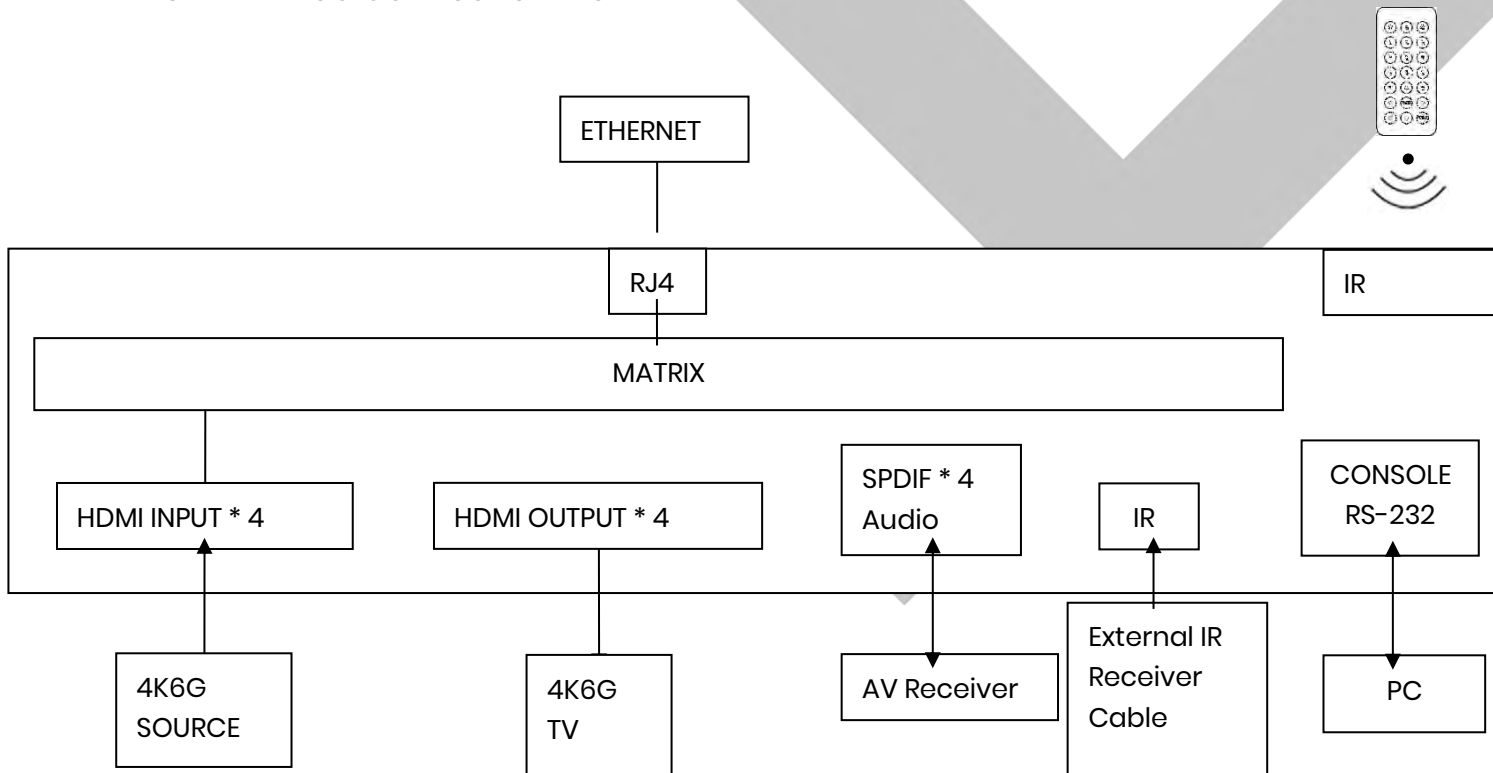 ETHERNET
RJ4
IR
MATRIX
HDMI INPUT * 4
HDMI OUTPUT * 4
SPDIF * 4
Audio
IR
CONSOLE
RS-232
4K6G
SOURCE
4K6G
TV
AV Receiver
External IR
Receiver
Cable
PC